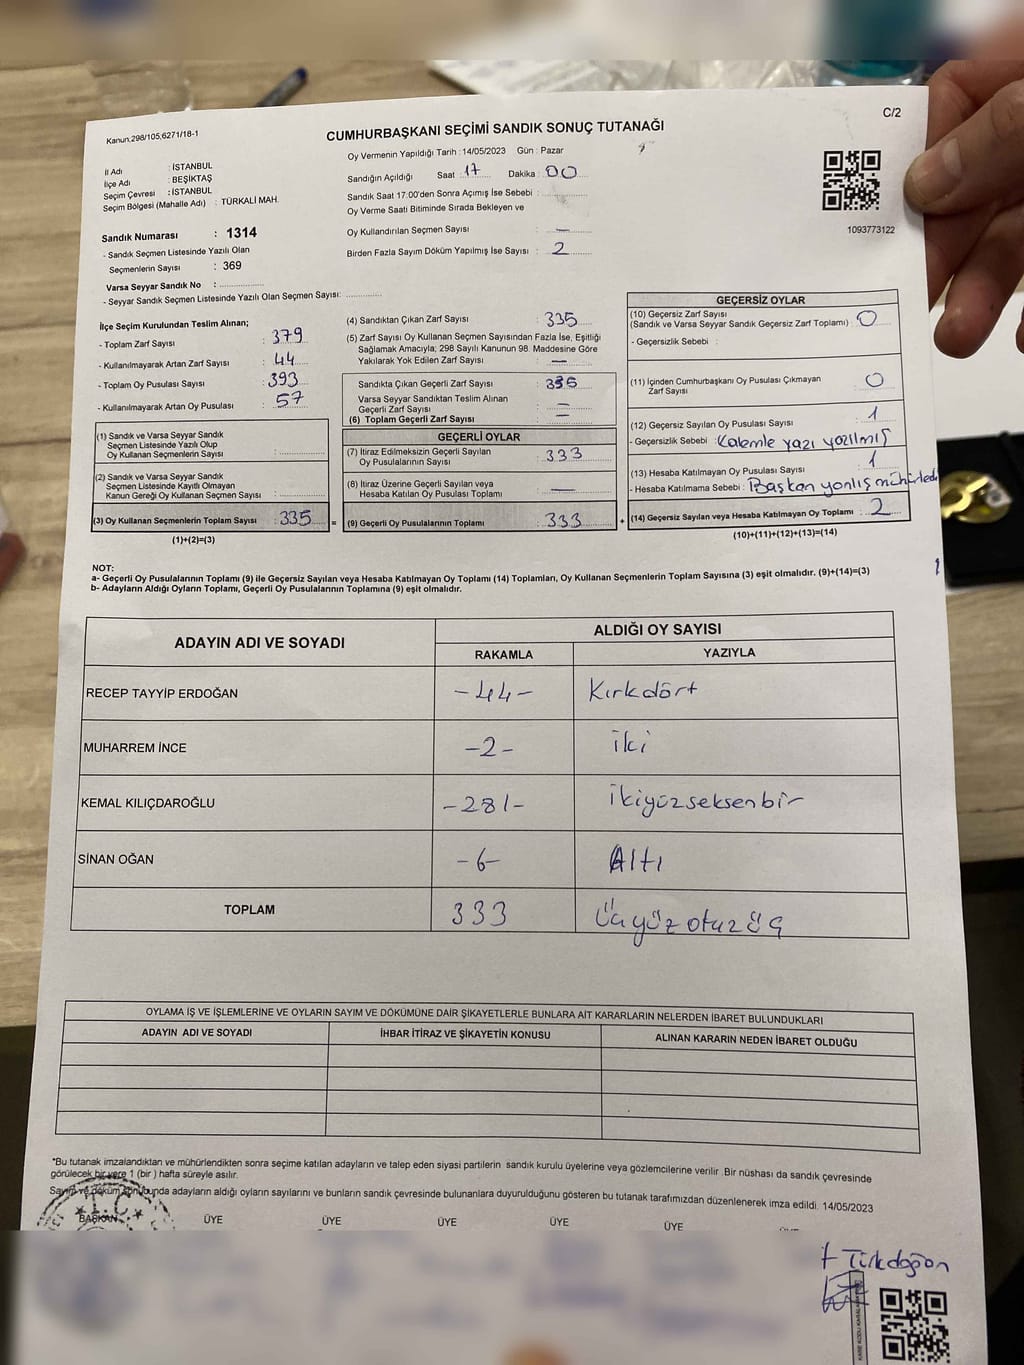 C/2
Kanun.298/105,6271/18-1
CUMHURBAŞKANI SEÇİMİ SANDIK SONUÇ TUTANAĞI
İl Adı : İSTANBUL
İlçe Adı : BEŞİKTAŞ
Seçim Çevresi : İSTANBUL
Seçim Bölgesi (Mahalle Adı) : TÜRKALİ MAH.
Sandık Numarası : 1314
- Sandık Seçmen Listesinde Yazılı Olan
Seçmenlerin Sayısı : 369
Varsa Seyyar Sandık No :
- Seyyar Sandık Seçmen Listesinde Yazılı Olan Seçmen Sayısı:
Oy Vermenin Yapıldığı Tarih : 14/05/2023 Gün : Pazar
Sandığın Açıldığı Saat : 17 Dakika : 00
Sandık Saat 17:00'den Sonra Açımış İse Sebebi :
Oy Verme Saati Bitiminde Sırada Bekleyen ve
Oy Kullandırılan Seçmen Sayısı : —
Birden Fazla Sayım Döküm Yapılmış İse Sayısı : 2
1093773122
İlçe Seçim Kurulundan Teslim Alınan;
- Toplam Zarf Sayısı : 379
- Kullanılmayarak Artan Zarf Sayısı : 44
- Toplam Oy Pusulası Sayısı : 393
- Kullanılmayarak Artan Oy Pusulası : 57
(1) Sandık ve Varsa Seyyar Sandık
Seçmen Listesinde Yazılı Olup
Oy Kullanan Seçmenlerin Sayısı :
(2) Sandık ve Varsa Seyyar Sandık
Seçmen Listesinde Kayıtlı Olmayan
Kanun Gereği Oy Kullanan Seçmen Sayısı :
(3) Oy Kullanan Seçmenlerin Toplam Sayısı : 335 =
(1)+(2)=(3)
(4) Sandıktan Çıkan Zarf Sayısı : 335
(5) Zarf Sayısı Oy Kullanan Seçmen Sayısından Fazla İse, Eşitliği
Sağlamak Amacıyla; 298 Sayılı Kanunun 98. Maddesine Göre
Yakılarak Yok Edilen Zarf Sayısı : —
Sandıkta Çıkan Geçerli Zarf Sayısı : 335
Varsa Seyyar Sandıktan Teslim Alınan
Geçerli Zarf Sayısı : —
(6) Toplam Geçerli Zarf Sayısı : —
GEÇERLİ OYLAR
(7) İtiraz Edilmeksizin Geçerli Sayılan
Oy Pusulalarının Sayısı : 333
(8) İtiraz Üzerine Geçerli Sayılan veya
Hesaba Katılan Oy Pusulası Toplamı : —
(9) Geçerli Oy Pusulalarının Toplamı : 333 +
GEÇERSİZ OYLAR
(10) Geçersiz Zarf Sayısı
(Sandık ve Varsa Seyyar Sandık Geçersiz Zarf Toplamı) : 0
- Geçersizlik Sebebi :
(11) İçinden Cumhurbaşkanı Oy Pusulası Çıkmayan
Zarf Sayısı : 0
(12) Geçersiz Sayılan Oy Pusulası Sayısı : 1
- Geçersizlik Sebebi : Kalemle yazı yazılmış
(13) Hesaba Katılmayan Oy Pusulası Sayısı : 1
- Hesaba Katılmama Sebebi : Başkan yanlış mühürledi
(14) Geçersiz Sayılan veya Hesaba Katılmayan Oy Toplamı : 2
(10)+(11)+(12)+(13)=(14)
NOT:
a- Geçerli Oy Pusulalarının Toplamı (9) ile Geçersiz Sayılan veya Hesaba Katılmayan Oy Toplamı (14) Toplamları, Oy Kullanan Seçmenlerin Toplam Sayısına (3) eşit olmalıdır. (9)+(14)=(3)
b- Adayların Aldığı Oyların Toplamı, Geçerli Oy Pusulalarının Toplamına (9) eşit olmalıdır.
ADAYIN ADI VE SOYADI ALDIĞI OY SAYISI
RAKAMLA YAZIYLA
RECEP TAYYİP ERDOĞAN -44- Kırkdört
MUHARREM İNCE -2- İki
KEMAL KILIÇDAROĞLU -281- İkiyüzseksenbir
SİNAN OĞAN -6- Altı
TOPLAM 333 Üçyüzotuzüç
OYLAMA İŞ VE İŞLEMLERİNE VE OYLARIN SAYIM VE DÖKÜMÜNE DAİR ŞİKAYETLERLE BUNLARA AİT KARARLARIN NELERDEN İBARET BULUNDUKLARI
ADAYIN ADI VE SOYADI İHBAR İTİRAZ VE ŞİKAYETİN KONUSU ALINAN KARARIN NEDEN İBARET OLDUĞU
*Bu tutanak imzalandıktan ve mühürlendikten sonra seçime katılan adayların ve talep eden siyasi partilerin sandık kurulu üyelerine veya gözlemcilerine verilir .Bir nüshası da sandık çevresinde
görülecek bir yere 1 (bir ) hafta süreyle asılır.
Sayım ve döküm sonucunda adayların aldığı oyların sayılarını ve bunların sandık çevresinde bulunanlara duyurulduğunu gösteren bu tutanak tarafımızdan düzenlenerek imza edildi. 14/05/2023
T.C.
BAŞKAN ÜYE ÜYE ÜYE ÜYE ÜYE
Türkdoğan